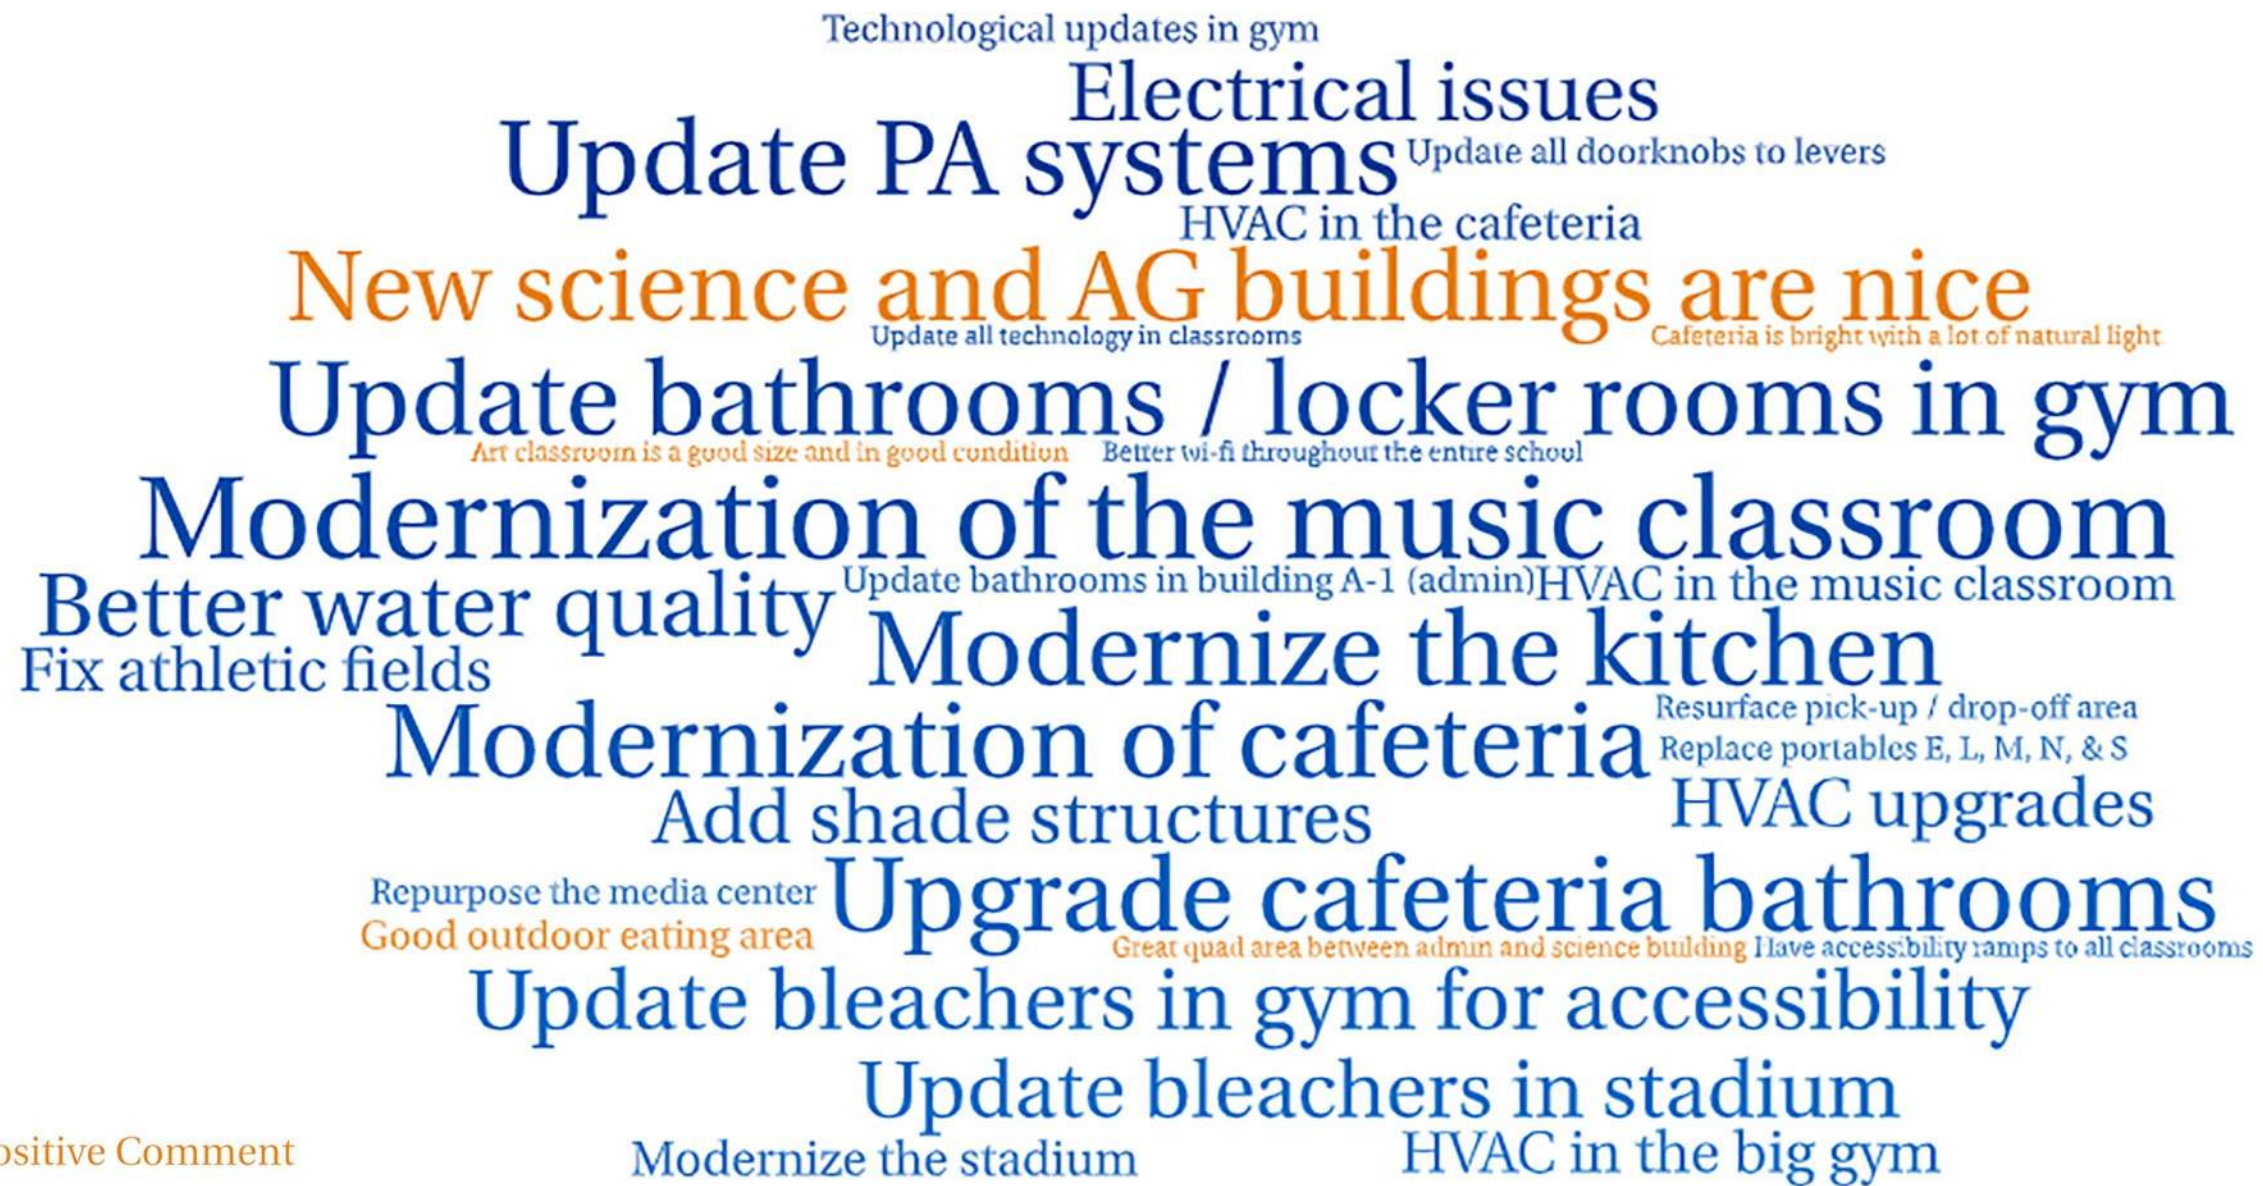 Technological updates in gym
Electrical issues
Update PA systems
Update all doorknobs to levers
HVAC in the cafeteria
New science and AG buildings are nice
Update all technology in classrooms
Cafeteria is bright with a lot of natural light
Update bathrooms / locker rooms in gym
Art classroom is a good size and in good condition
Better wi-fi throughout the entire school
Modernization of the music classroom
Better water quality
Update bathrooms in building A-1 (admin)
HVAC in the music classroom
Modernize the kitchen
Fix athletic fields
Modernization of cafeteria
Resurface pick-up / drop-off area
Replace portables E, L, M, N, & S
Add shade structures
HVAC upgrades
Repurpose the media center
Upgrade cafeteria bathrooms
Good outdoor eating area
Great quad area between admin and science building
Have accessibility ramps to all classrooms
Update bleachers in gym for accessibility
Update bleachers in stadium
ositive Comment
Modernize the stadium
HVAC in the big gym